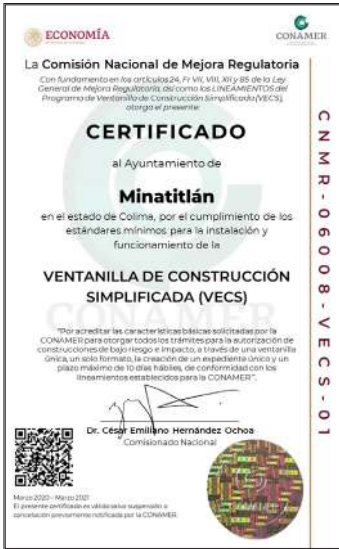 ECONOMÍA
CONAMER
La Comisión Nacional de Mejora Regulatoria
Con fundamento en los artículos 24, Fr VII, VIII, XII y 85 de la Ley
General de Mejora Regulatoria, así como los LINEAMIENTOS del
Programa de Ventanilla de Construcción Simplificada (VECS),
otorga el presente:
CERTIFICADO
al Ayuntamiento de
Minatitlán
en el estado de Colima, por el cumplimiento de los
estándares mínimos para la instalación y
funcionamiento de la
VENTANILLA DE CONSTRUCCIÓN
SIMPLIFICADA (VECS)
CONAMER
"Por acreditar las características básicas solicitadas por la
CONAMER para otorgar todos los trámites para la autorización de
construcciones de bajo riesgo e impacto, a través de una ventanilla
única, un solo formato, la creación de un expediente único y un
plazo máximo de 10 días hábiles, de conformidad con los
lineamientos establecidos para la CONAMER".
Dr. César Emiliano Hernández Ochoa
Comisionado Nacional
Marzo 2020 - Marzo 2021
El presente certificado es válido salvo suspensión o
cancelación previamente notificada por la CONAMER.
CNMR-06008-VECS-01